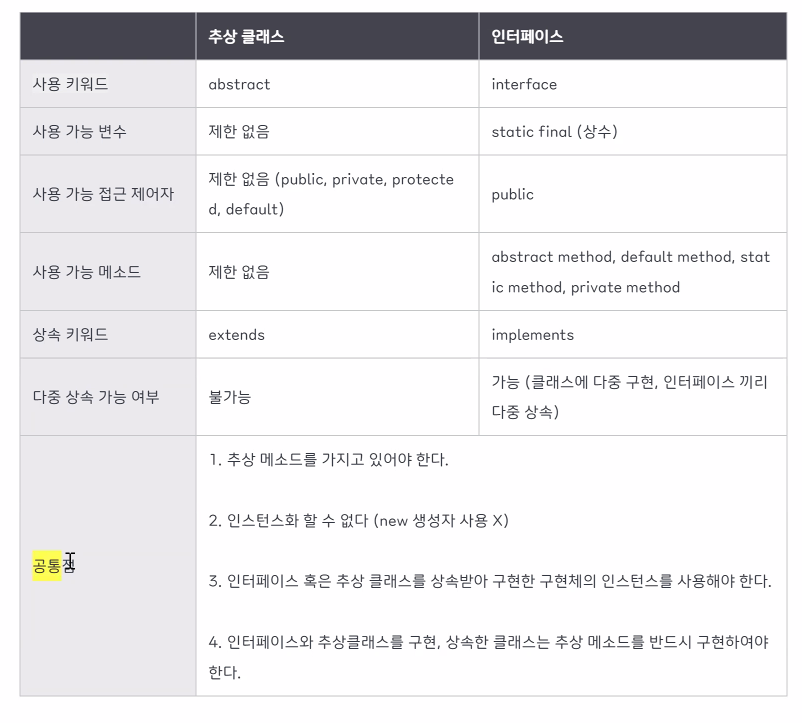 추상 클래스 인터페이스
사용 키워드 abstract interface
사용 가능 변수 제한 없음 static final (상수)
사용 가능 접근 제어자 제한 없음 (public, private, protecte
d, default) public
사용 가능 메소드 제한 없음 abstract method, default method, stat
ic method, private method
상속 키워드 extends implements
다중 상속 가능 여부 불가능 가능 (클래스에 다중 구현, 인터페이스 끼리
다중 상속)
공통점
1. 추상 메소드를 가지고 있어야 한다.
2. 인스턴스화 할 수 없다 (new 생성자 사용 X)
3. 인터페이스 혹은 추상 클래스를 상속받아 구현한 구현체의 인스턴스를 사용해야 한다.
4. 인터페이스와 추상클래스를 구현, 상속한 클래스는 추상 메소드를 반드시 구현하여야
한다.